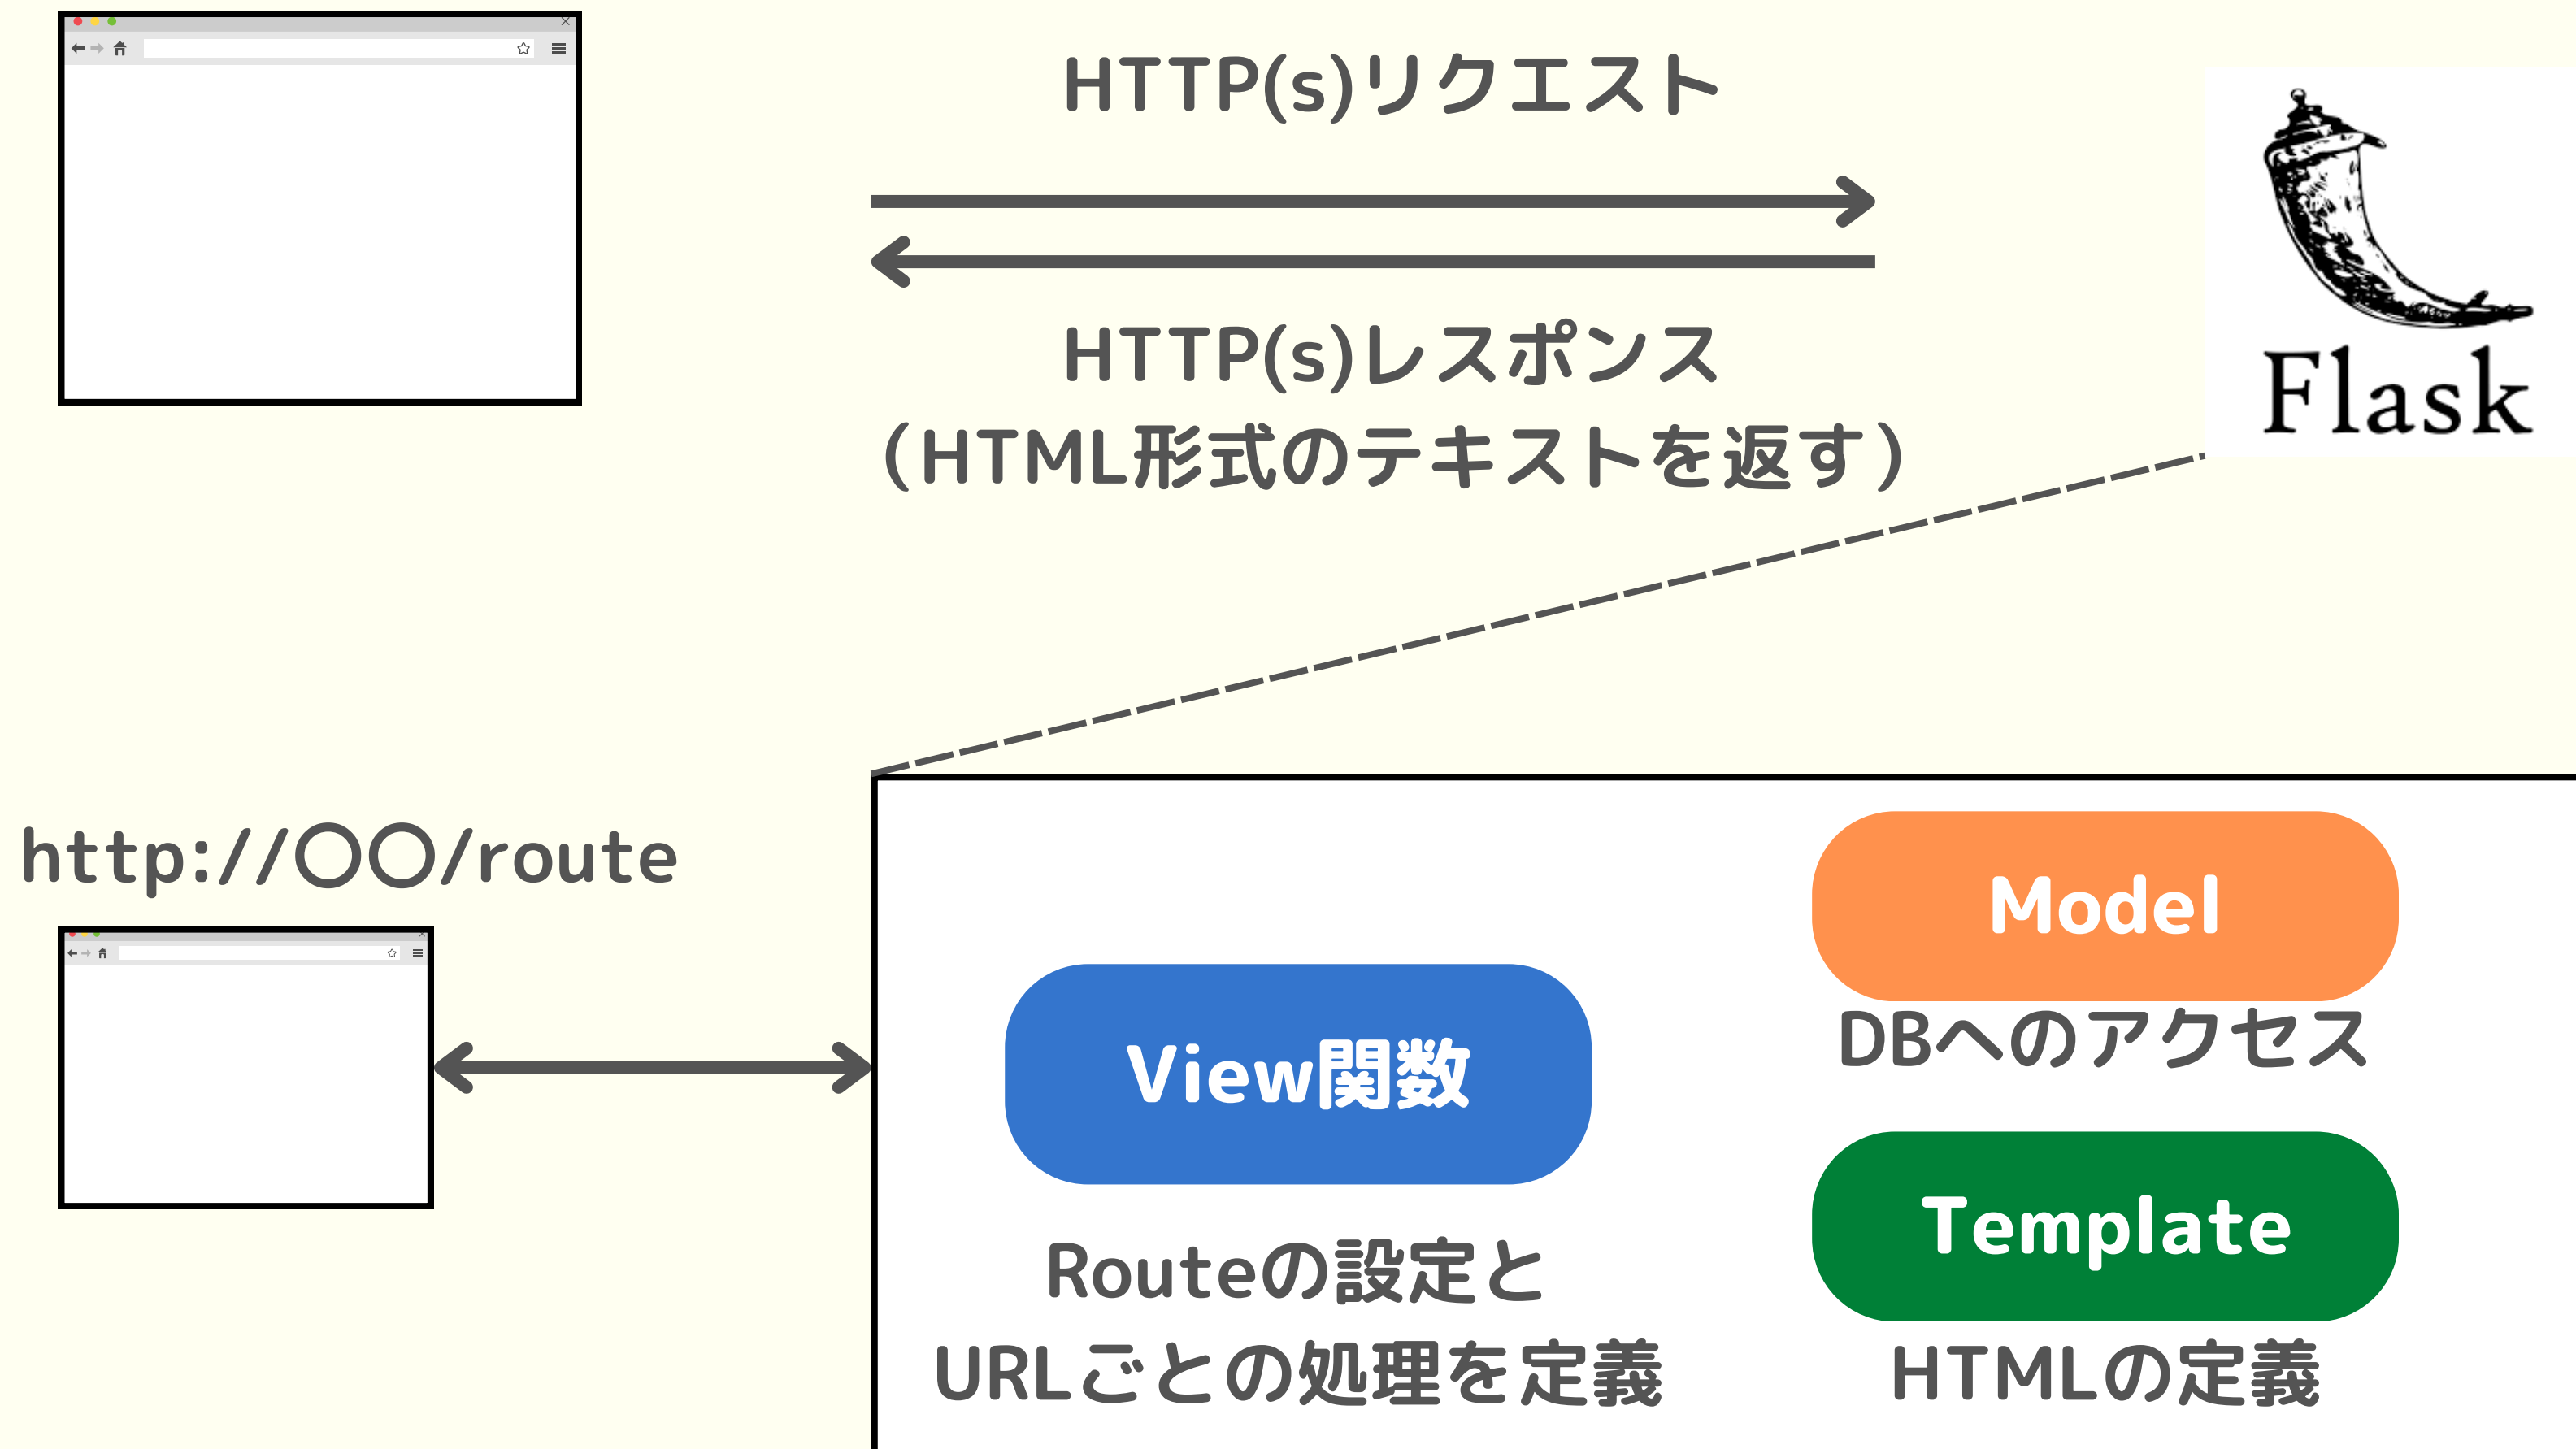 HTTP(s)リクエスト
HTTP(s)レスポンス
（HTML形式のテキストを返す）
Flask
http://〇〇/route
View関数
Routeの設定と
URLごとの処理を定義
Model
DBへのアクセス
Template
HTMLの定義